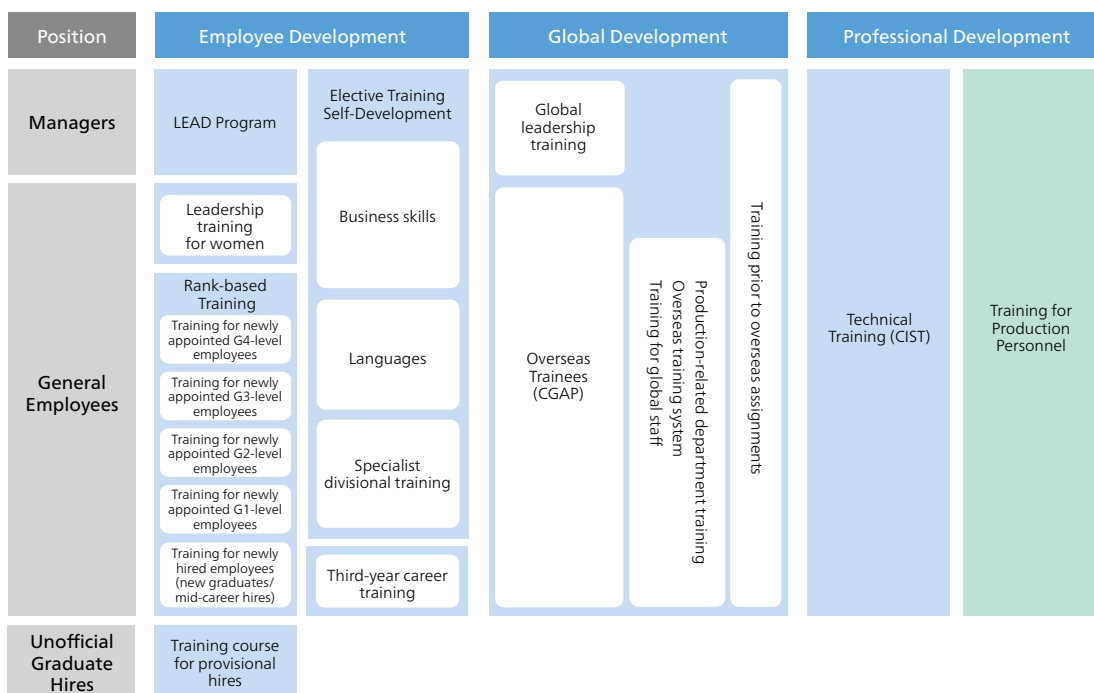 Position
Employee Development
Global Development
Professional Development
Managers
LEAD Program
Elective Training
Self-Development
Business skills
Languages
Specialist
divisional training
Third-year career
training
Global
leadership
training
Training prior to overseas assignments
Technical
Training (CIST)
Training for
Production
Personnel
General
Employees
Leadership
training
for women
Rank-based
Training
Training for newly
appointed G4-level
employees
Training for newly
appointed G3-level
employees
Training for newly
appointed G2-level
employees
Training for newly
appointed G1-level
employees
Training for newly
hired employees
(new graduates/
mid-career hires)
Overseas
Trainees
(CGAP)
Production-related department training
Overseas training system
Training for global staff
Unofficial
Graduate
Hires
Training course
for provisional
hires